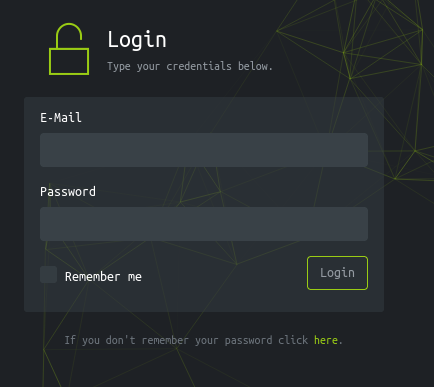 Login
Type your credentials below.
E-Mail
Password
Remember me
Login
If you don't remember your password click here.